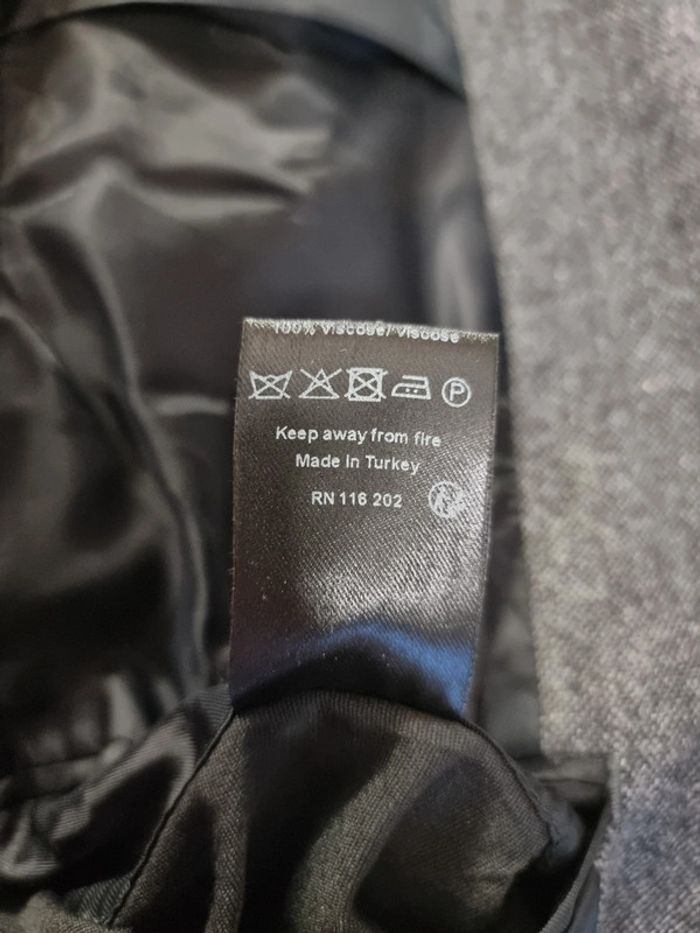 100% Viscose/ Viscose
P
Keep away from fire
Made In Turkey
RN 116 202